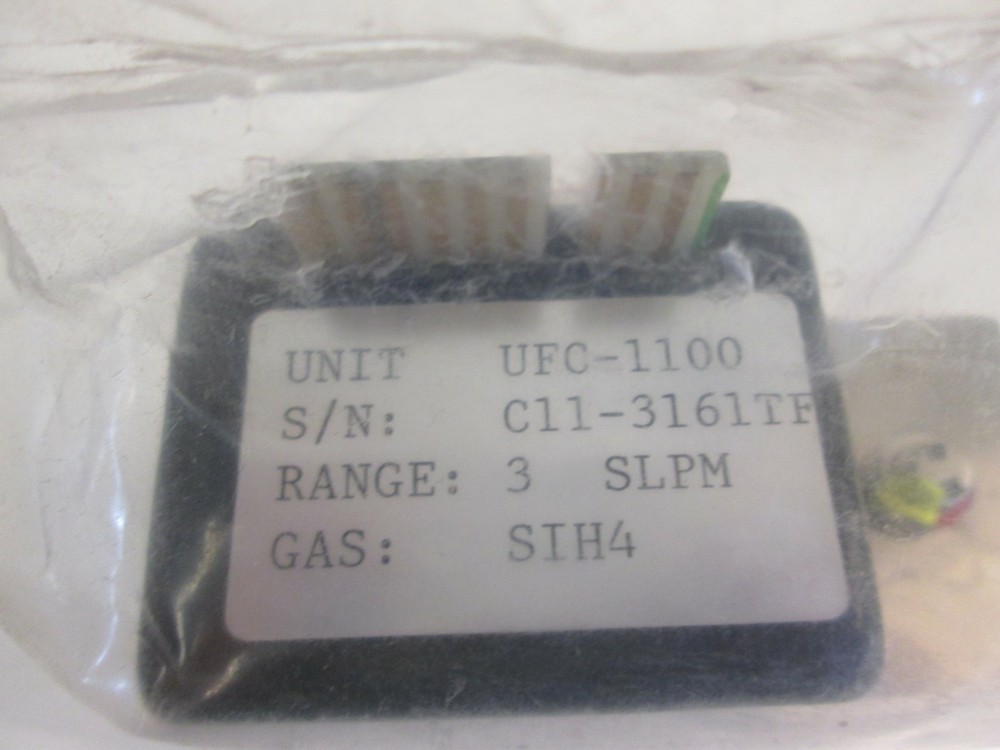 UNIT UFC-1100
S/N: C11-3161TF
RANGE: 3 SLPM
GAS: SIH4